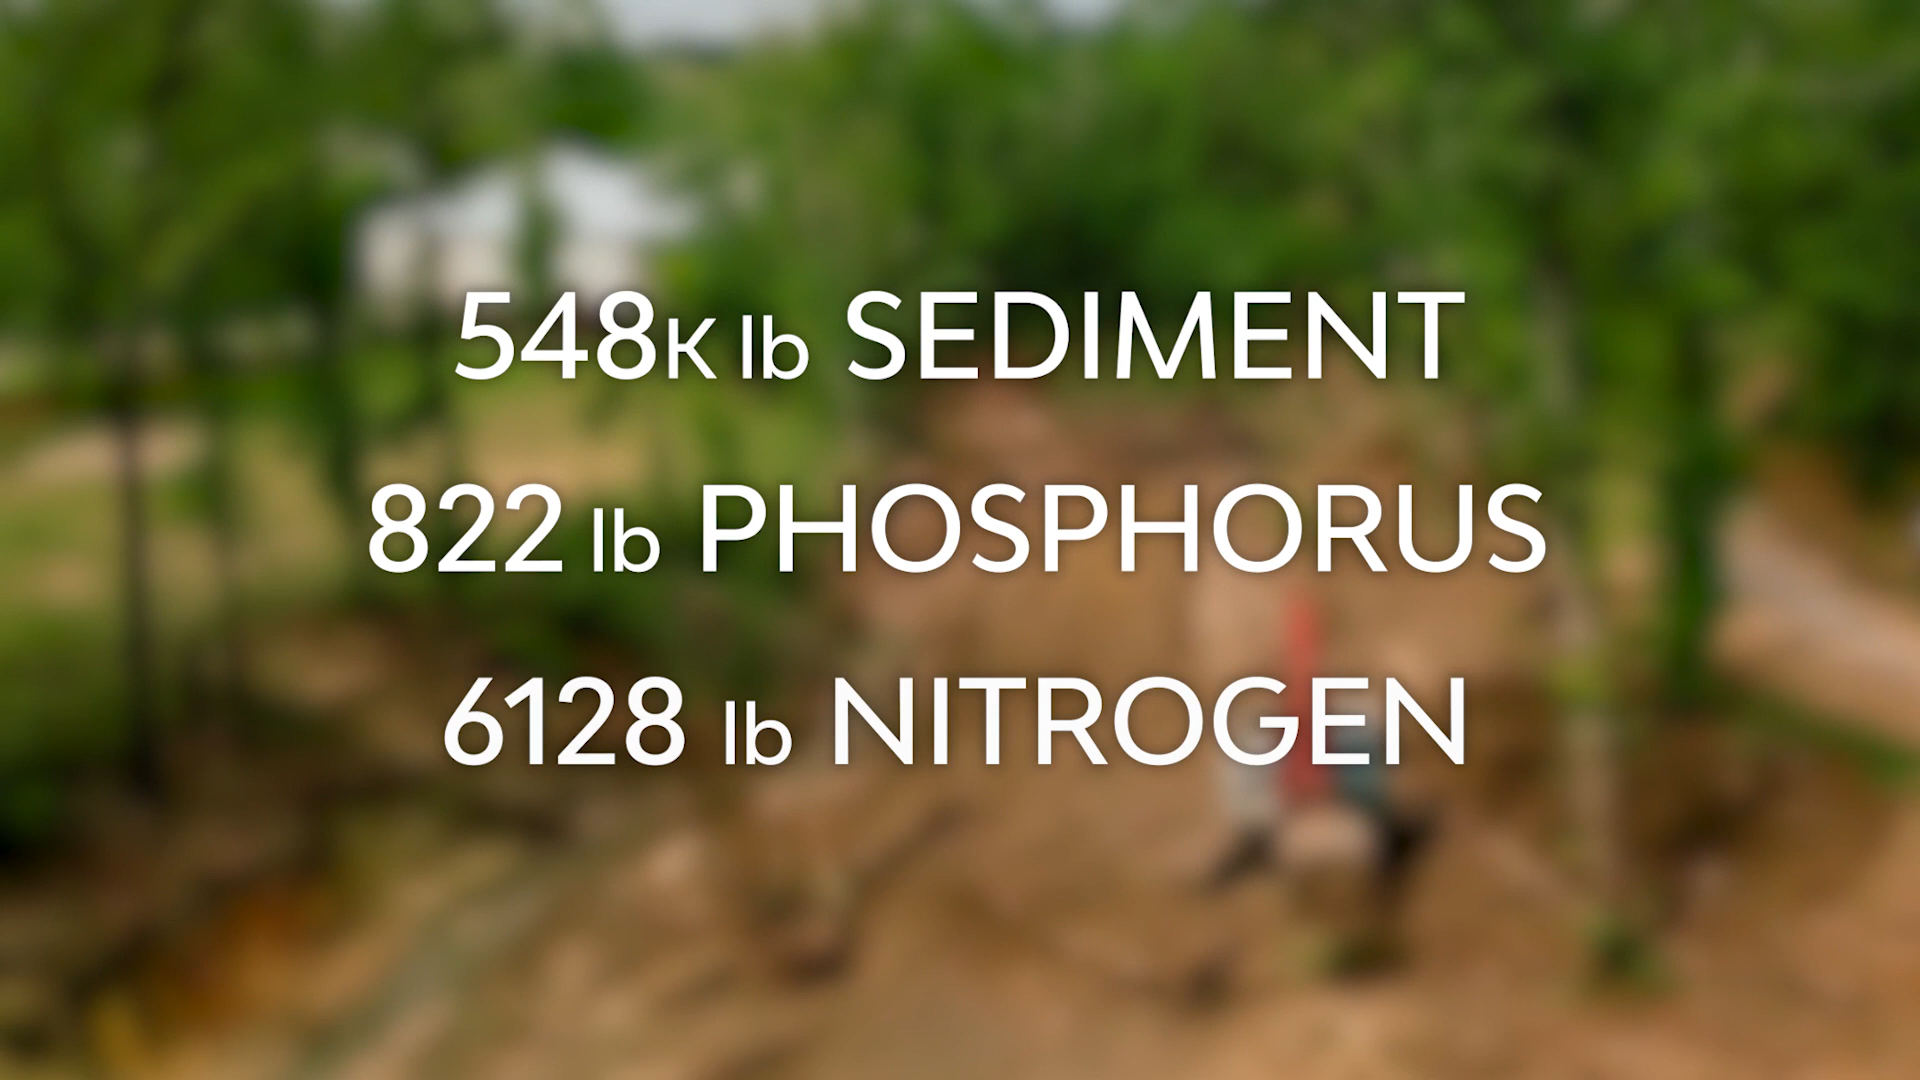 548K lb SEDIMENT
822 lb PHOSPHORUS
6128 lb NITROGEN